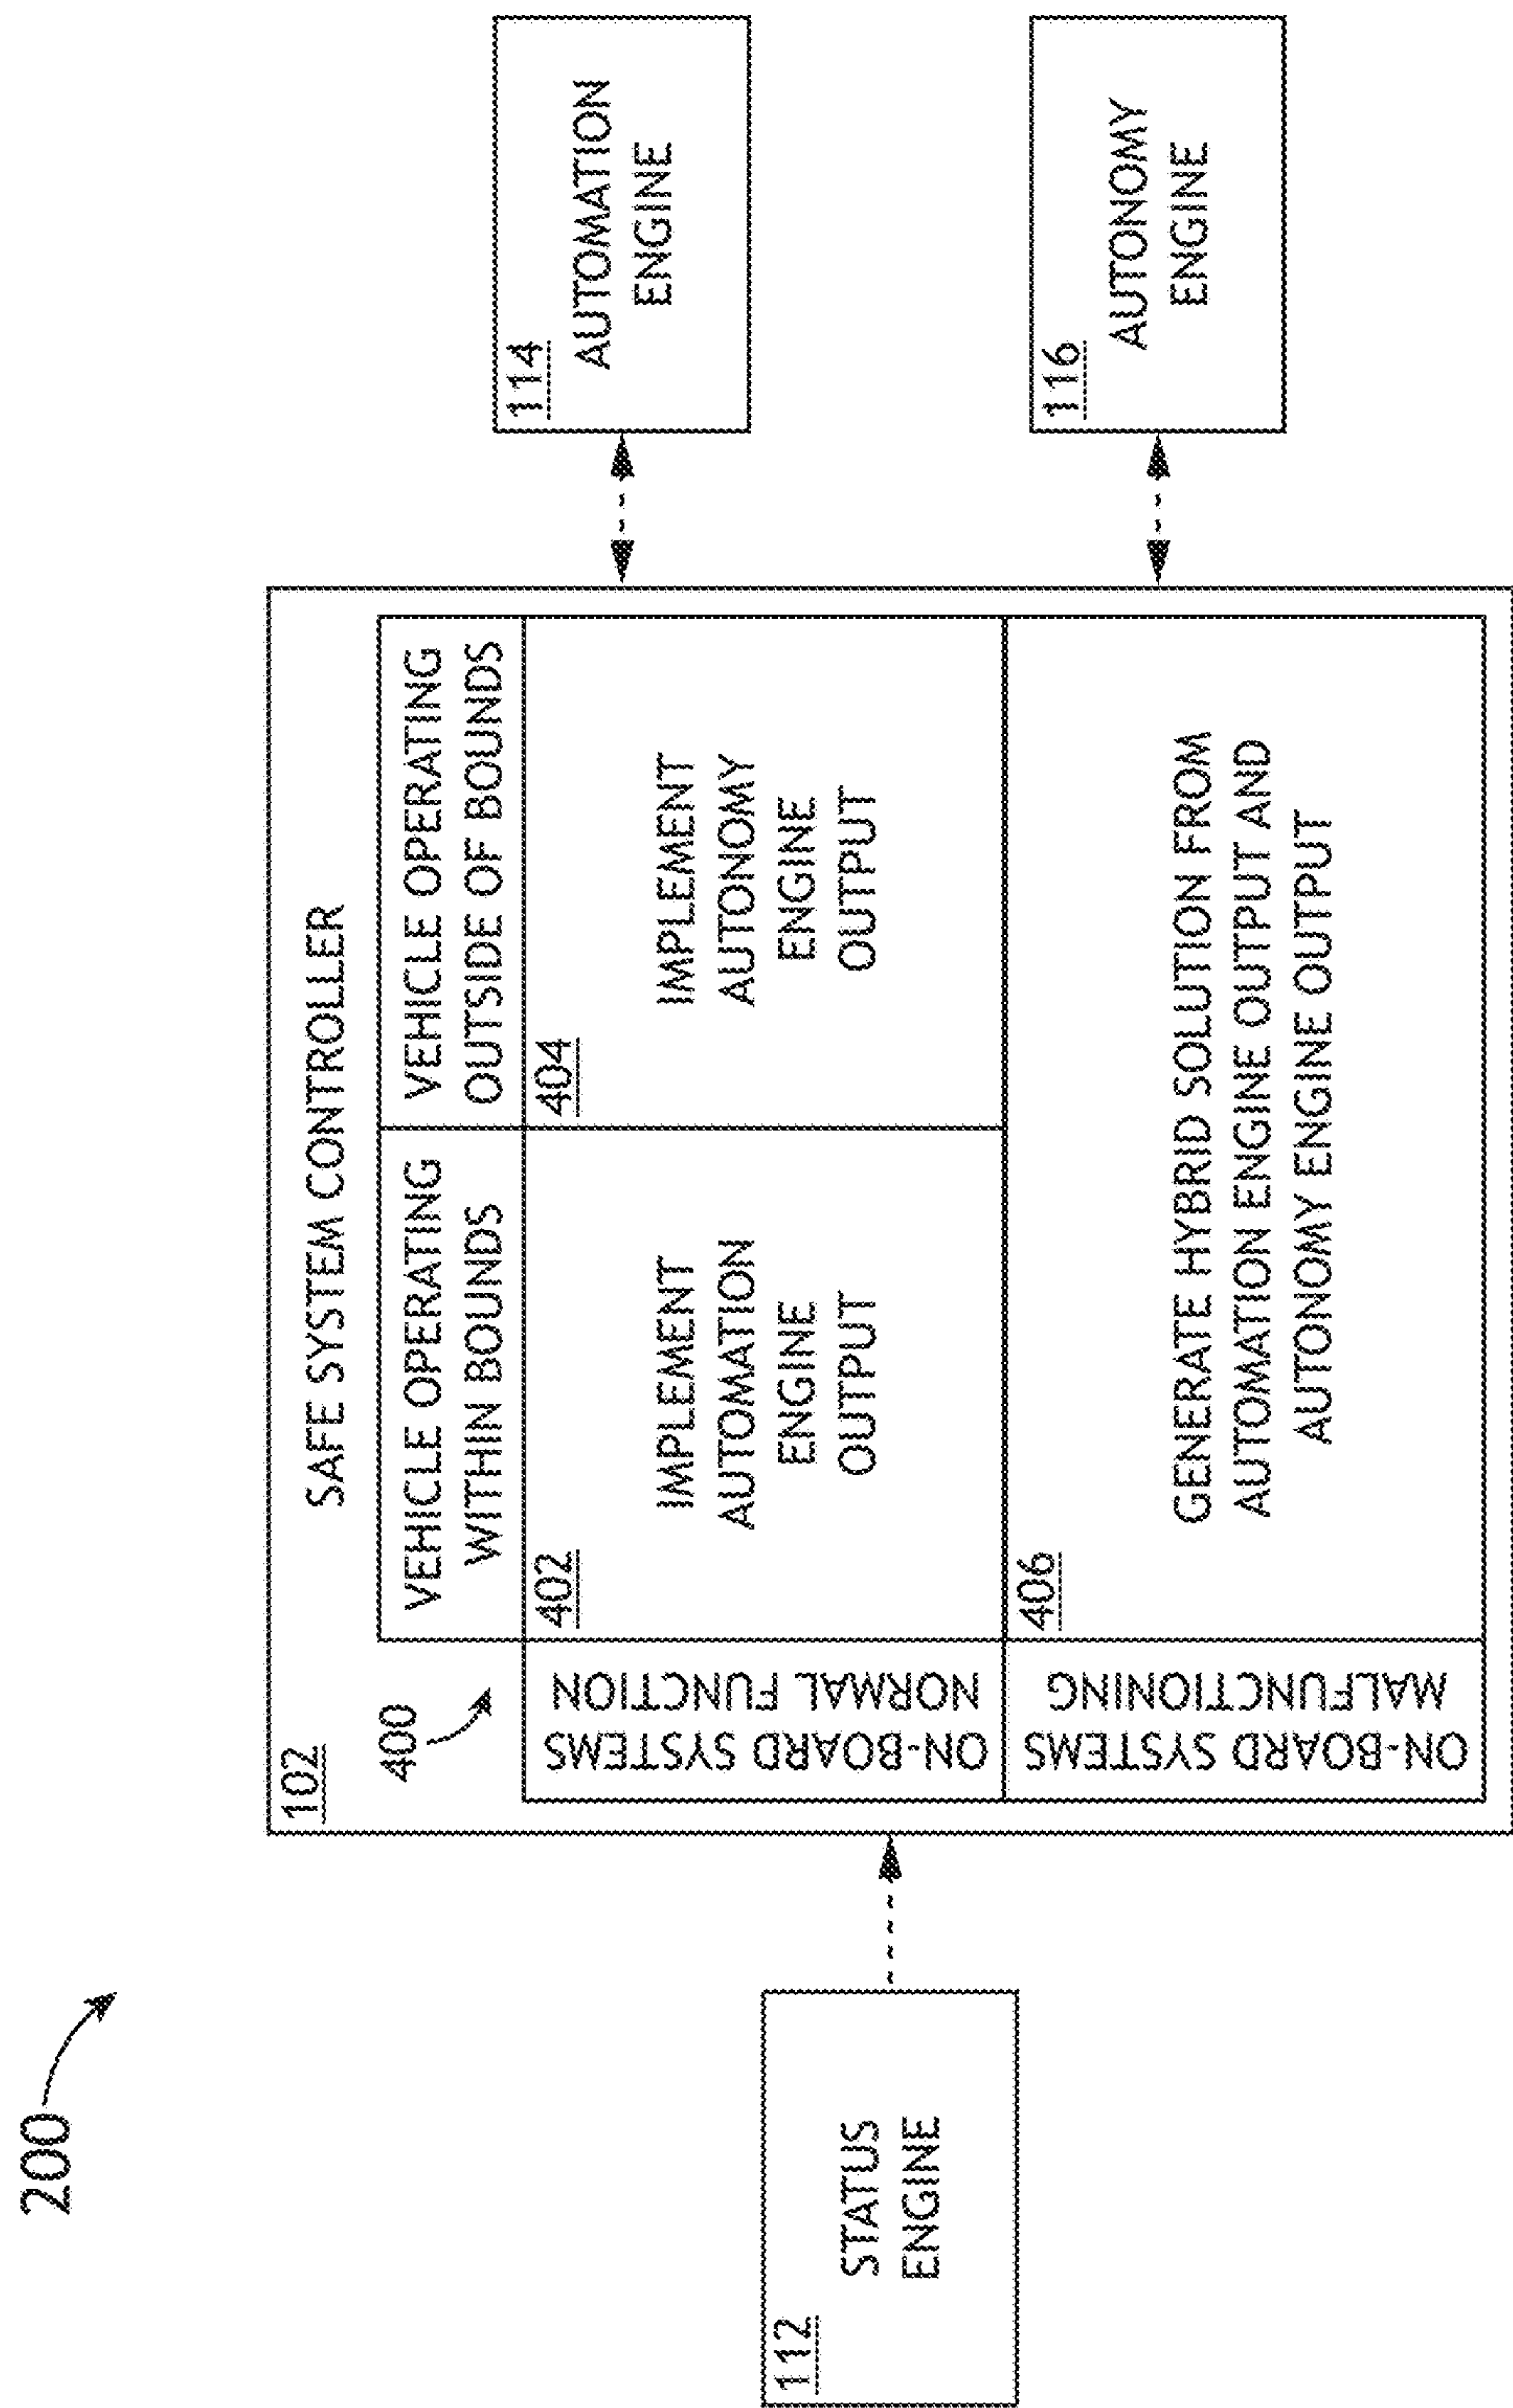 200
102
SAFE SYSTEM CONTROLLER
400
VEHICLE OPERATING
WITHIN BOUNDS
VEHICLE OPERATING
OUTSIDE OF BOUNDS
ON-BOARD SYSTEMS
NORMAL FUNCTION
402
IMPLEMENT
AUTOMATION
ENGINE
OUTPUT
404
IMPLEMENT
AUTONOMY
ENGINE
OUTPUT
ON-BOARD SYSTEMS
MALFUNCTIONING
406
GENERATE HYBRID SOLUTION FROM
AUTOMATION ENGINE OUTPUT AND
AUTONOMY ENGINE OUTPUT
112
STATUS
ENGINE
114
AUTOMATION
ENGINE
116
AUTONOMY
ENGINE